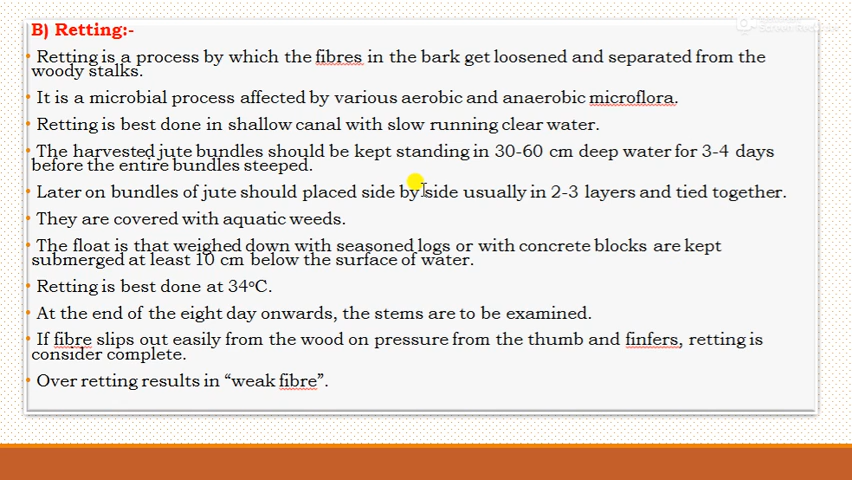 B) Retting:-
• Retting is a process by which the fibres in the bark get loosened and separated from the
woody stalks.
• It is a microbial process affected by various aerobic and anaerobic microflora.
• Retting is best done in shallow canal with slow running clear water.
• The harvested jute bundles should be kept standing in 30-60 cm deep water for 3-4 days
before the entire bundles steeped.
• Later on bundles of jute should placed side by side usually in 2-3 layers and tied together.
• They are covered with aquatic weeds.
• The float is that weighed down with seasoned logs or with concrete blocks are kept
submerged at least 10 cm below the surface of water.
• Retting is best done at 34°C.
• At the end of the eight day onwards, the stems are to be examined.
• If fibre slips out easily from the wood on pressure from the thumb and finfers, retting is
consider complete.
• Over retting results in “weak fibre”.